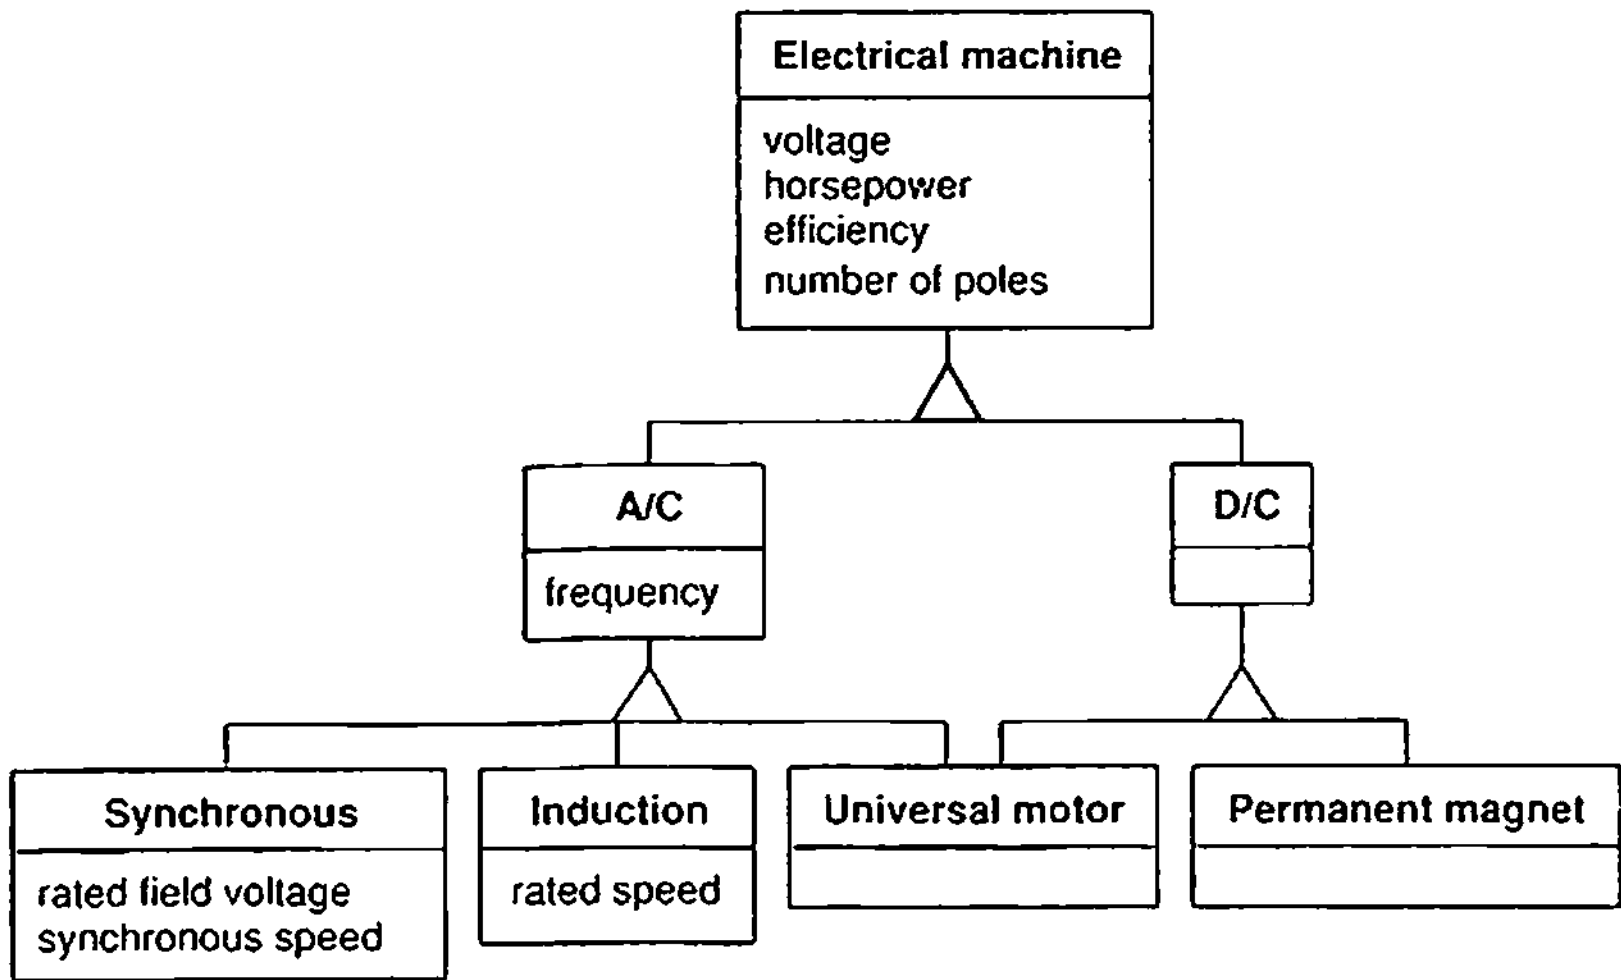 Electrical machine
voltage
horsepower
efficiency
number of poles
A/C
frequency
D/C
Synchronous
rated field voltage
synchronous speed
Induction
rated speed
Universal motor
Permanent magnet